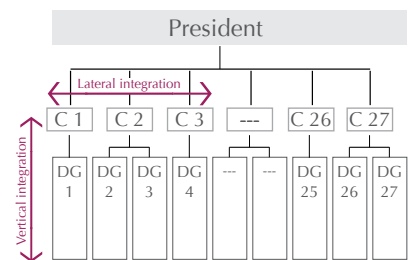 President
Lateral integration
C 1 C 2 C 3 --- C 26 C 27
Vertical integration
DG 1 DG 2 DG 3 DG 4 --- --- DG 25 DG 26 DG 27